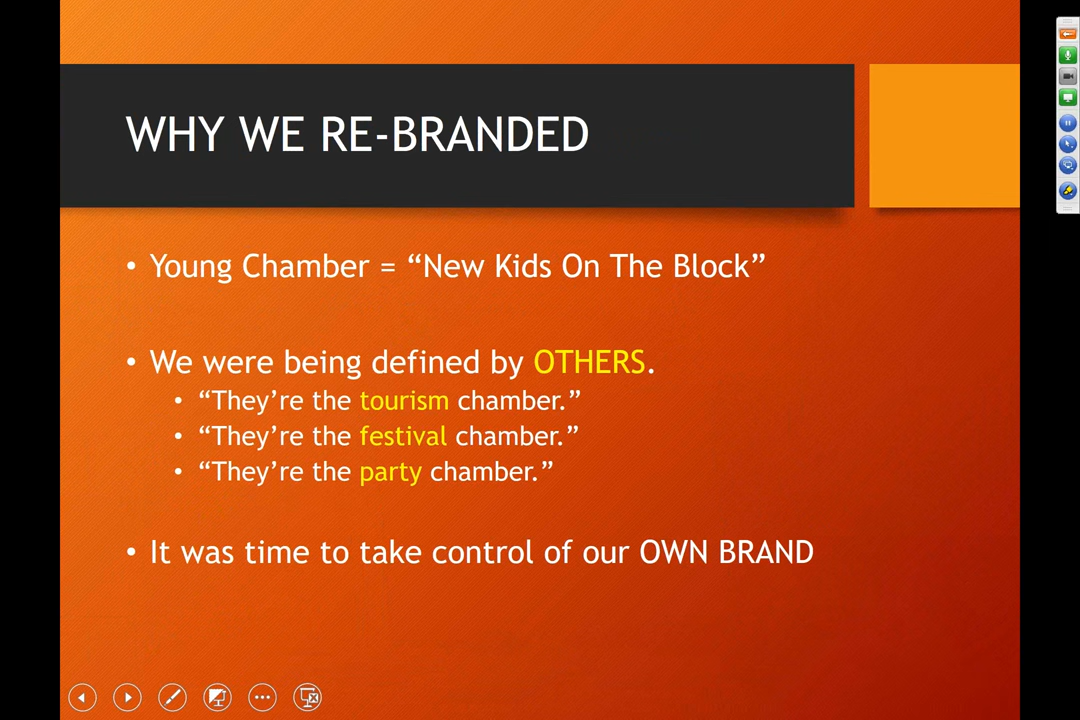 WHY WE RE-BRANDED
• Young Chamber = “New Kids On The Block”
• We were being defined by OTHERS.
• “They’re the tourism chamber.”
• “They’re the festival chamber.”
• “They’re the party chamber.”
• It was time to take control of our OWN BRAND